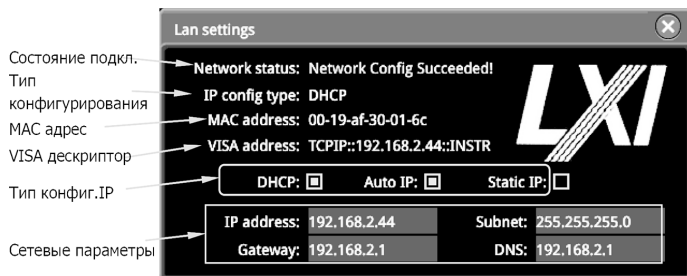 Lan settings
Состояние подкл.
Network status: Network Config Succeeded!
Тип
конфигурирования
IP config type: DHCP
MAC адрес
MAC address: 00-19-af-30-01-6c
VISA дескриптор
VISA address: TCPIP::192.168.2.44::INSTR
LXI
Тип конфиг.IP
DHCP: Auto IP: Static IP:
Сетевые параметры
IP address: 192.168.2.44 Subnet: 255.255.255.0
Gateway: 192.168.2.1 DNS: 192.168.2.1